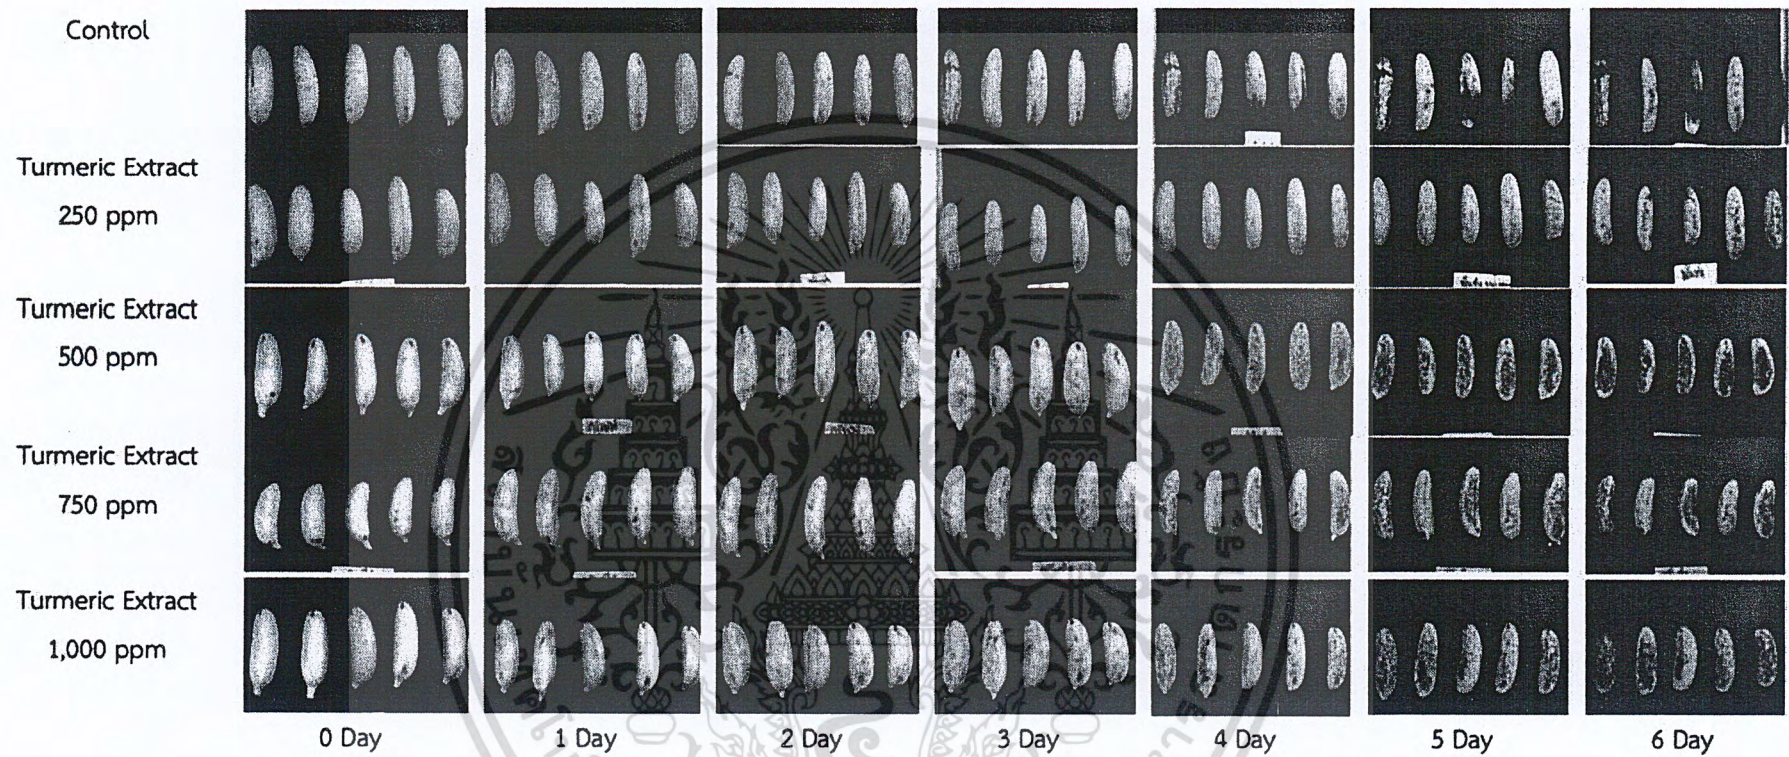 Control
Turmeric Extract
250 ppm
Turmeric Extract
500 ppm
Turmeric Extract
750 ppm
Turmeric Extract
1,000 ppm
0 Day
1 Day
2 Day
3 Day
4 Day
5 Day
6 Day